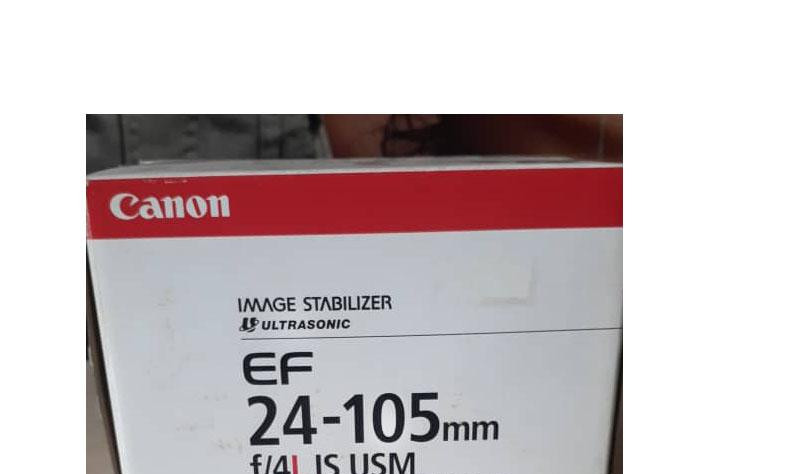 Canon
IMAGE STABILIZER
ULTRASONIC
EF
24-105mm
f/4L IS USM